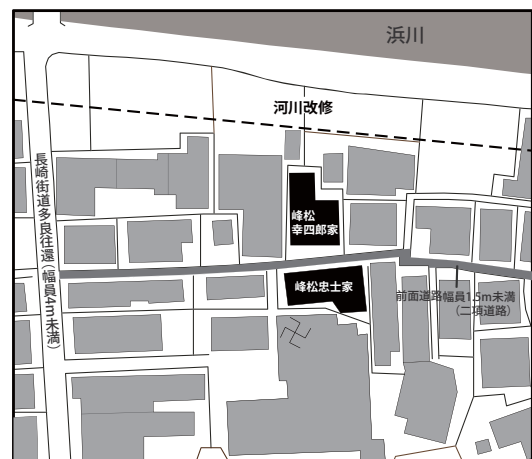 浜川
河川改修
長崎街道多良往還(幅員4m未満)
峰松
幸四郎家
峰松忠士家
前面道路幅員1.5m未満
(二項道路)